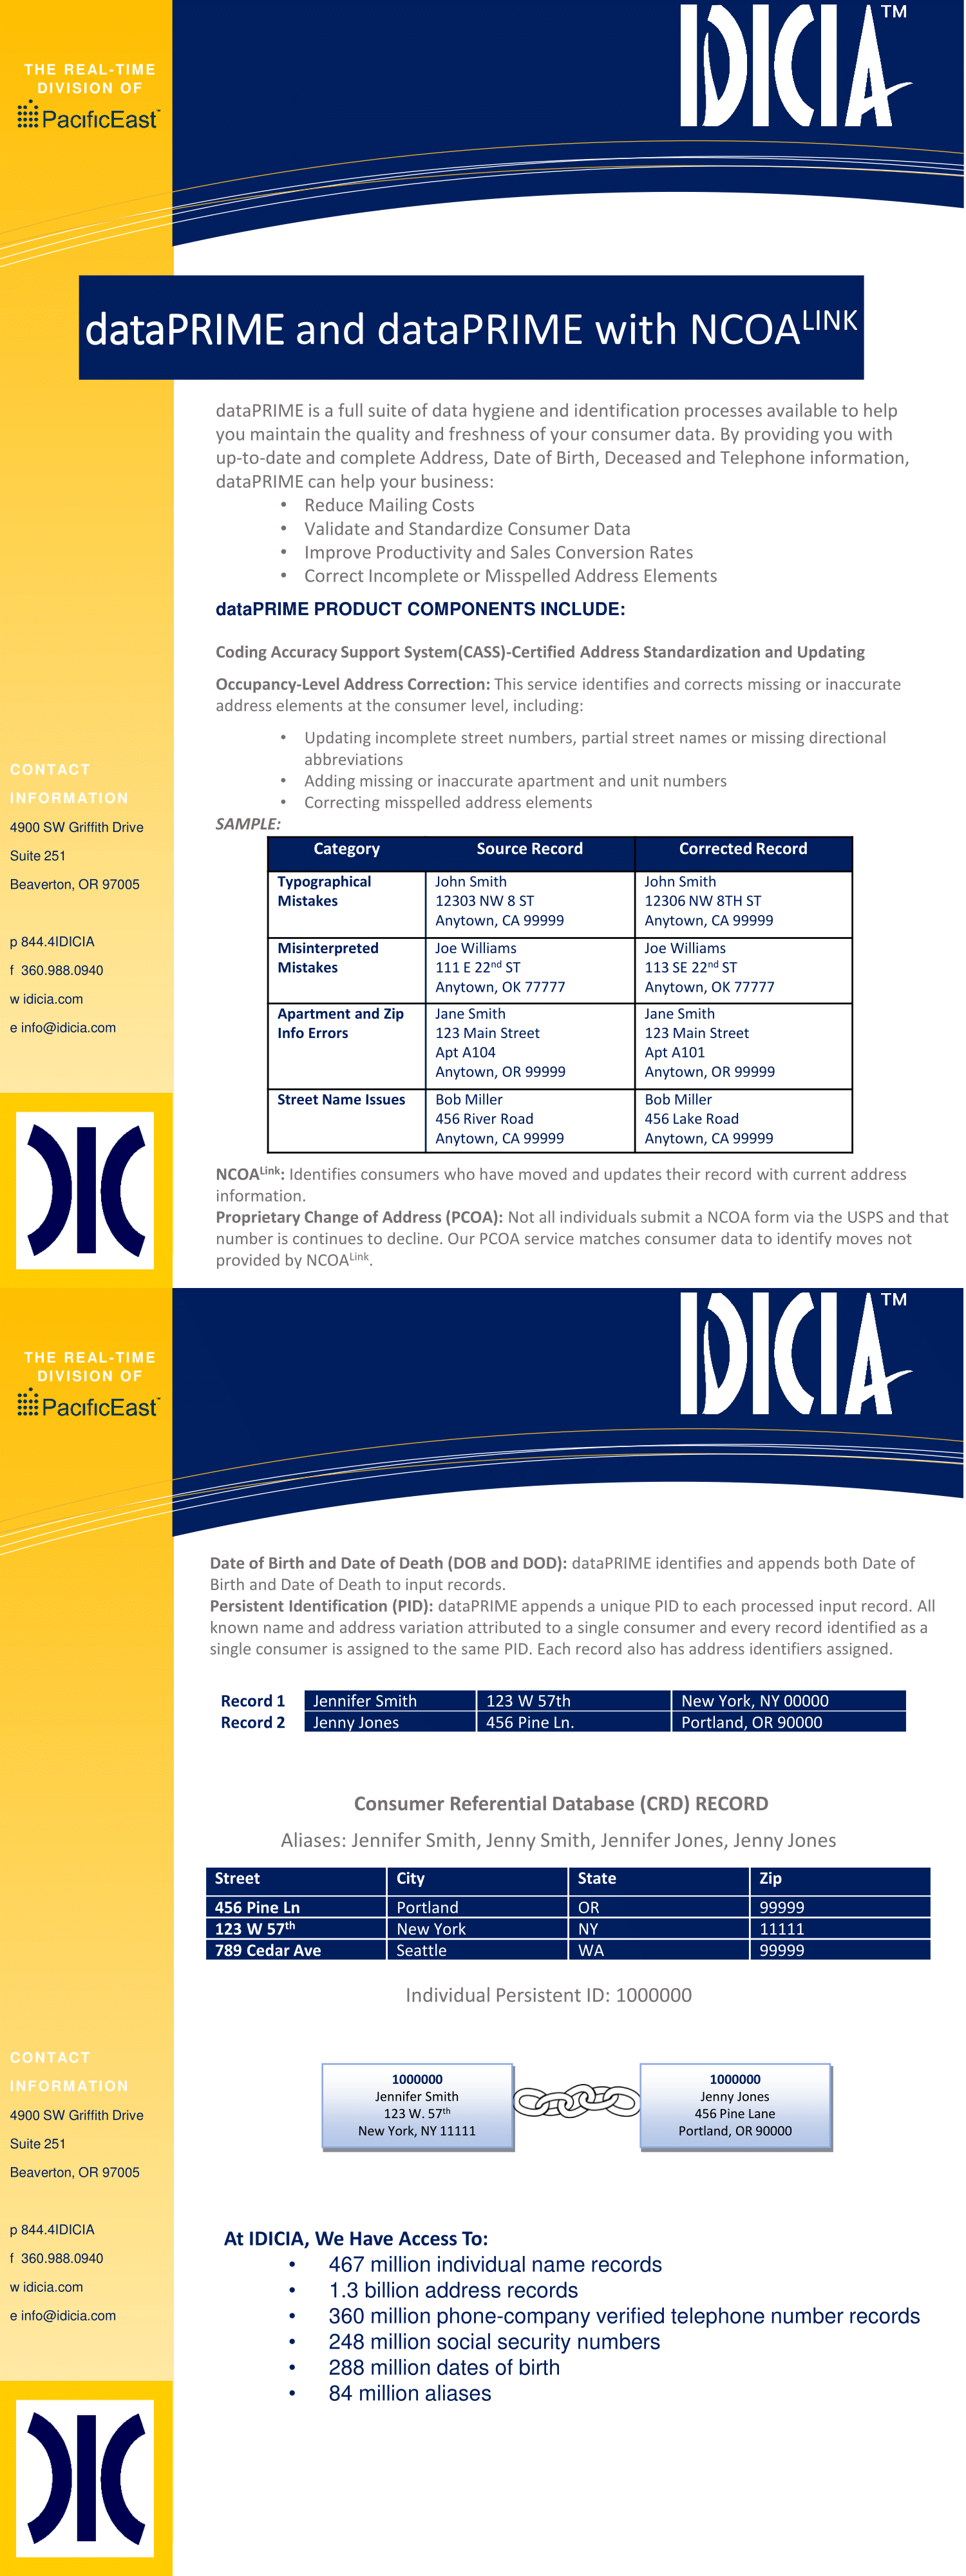 THE REAL-TIME
DIVISION OF
PacificEast
IDICIA™
dataPRIME and dataPRIME with NCOALINK
dataPRIME is a full suite of data hygiene and identification processes available to help
you maintain the quality and freshness of your consumer data. By providing you with
up-to-date and complete Address, Date of Birth, Deceased and Telephone information,
dataPRIME can help your business:
• Reduce Mailing Costs
• Validate and Standardize Consumer Data
• Improve Productivity and Sales Conversion Rates
• Correct Incomplete or Misspelled Address Elements
dataPRIME PRODUCT COMPONENTS INCLUDE:
Coding Accuracy Support System(CASS)-Certified Address Standardization and Updating
Occupancy-Level Address Correction: This service identifies and corrects missing or inaccurate
address elements at the consumer level, including:
• Updating incomplete street numbers, partial street names or missing directional
abbreviations
• Adding missing or inaccurate apartment and unit numbers
• Correcting misspelled address elements
SAMPLE:
Category Source Record Corrected Record
Typographical John Smith John Smith
Mistakes 12303 NW 8 ST 12306 NW 8TH ST
Anytown, CA 99999 Anytown, CA 99999
Misinterpreted Joe Williams Joe Williams
Mistakes 111 E 22nd ST 113 SE 22nd ST
Anytown, OK 77777 Anytown, OK 77777
Apartment and Zip Jane Smith Jane Smith
Info Errors 123 Main Street 123 Main Street
Apt A104 Apt A101
Anytown, OR 99999 Anytown, OR 99999
Street Name Issues Bob Miller Bob Miller
456 River Road 456 Lake Road
Anytown, CA 99999 Anytown, CA 99999
NCOALink: Identifies consumers who have moved and updates their record with current address
information.
Proprietary Change of Address (PCOA): Not all individuals submit a NCOA form via the USPS and that
number is continues to decline. Our PCOA service matches consumer data to identify moves not
provided by NCOALink.
CONTACT
INFORMATION
4900 SW Griffith Drive
Suite 251
Beaverton, OR 97005
p 844.4IDICIA
f 360.988.0940
w idicia.com
e info@idicia.com
THE REAL-TIME
DIVISION OF
PacificEast
IDICIA™
Date of Birth and Date of Death (DOB and DOD): dataPRIME identifies and appends both Date of
Birth and Date of Death to input records.
Persistent Identification (PID): dataPRIME appends a unique PID to each processed input record. All
known name and address variation attributed to a single consumer and every record identified as a
single consumer is assigned to the same PID. Each record also has address identifiers assigned.
Record 1 Jennifer Smith 123 W 57th New York, NY 00000
Record 2 Jenny Jones 456 Pine Ln. Portland, OR 90000
Consumer Referential Database (CRD) RECORD
Aliases: Jennifer Smith, Jenny Smith, Jennifer Jones, Jenny Jones
Street City State Zip
456 Pine Ln Portland OR 99999
123 W 57th New York NY 11111
789 Cedar Ave Seattle WA 99999
Individual Persistent ID: 1000000
1000000 1000000
Jennifer Smith Jenny Jones
123 W. 57th 456 Pine Lane
New York, NY 11111 Portland, OR 90000
At IDICIA, We Have Access To:
• 467 million individual name records
• 1.3 billion address records
• 360 million phone-company verified telephone number records
• 248 million social security numbers
• 288 million dates of birth
• 84 million aliases
CONTACT
INFORMATION
4900 SW Griffith Drive
Suite 251
Beaverton, OR 97005
p 844.4IDICIA
f 360.988.0940
w idicia.com
e info@idicia.com